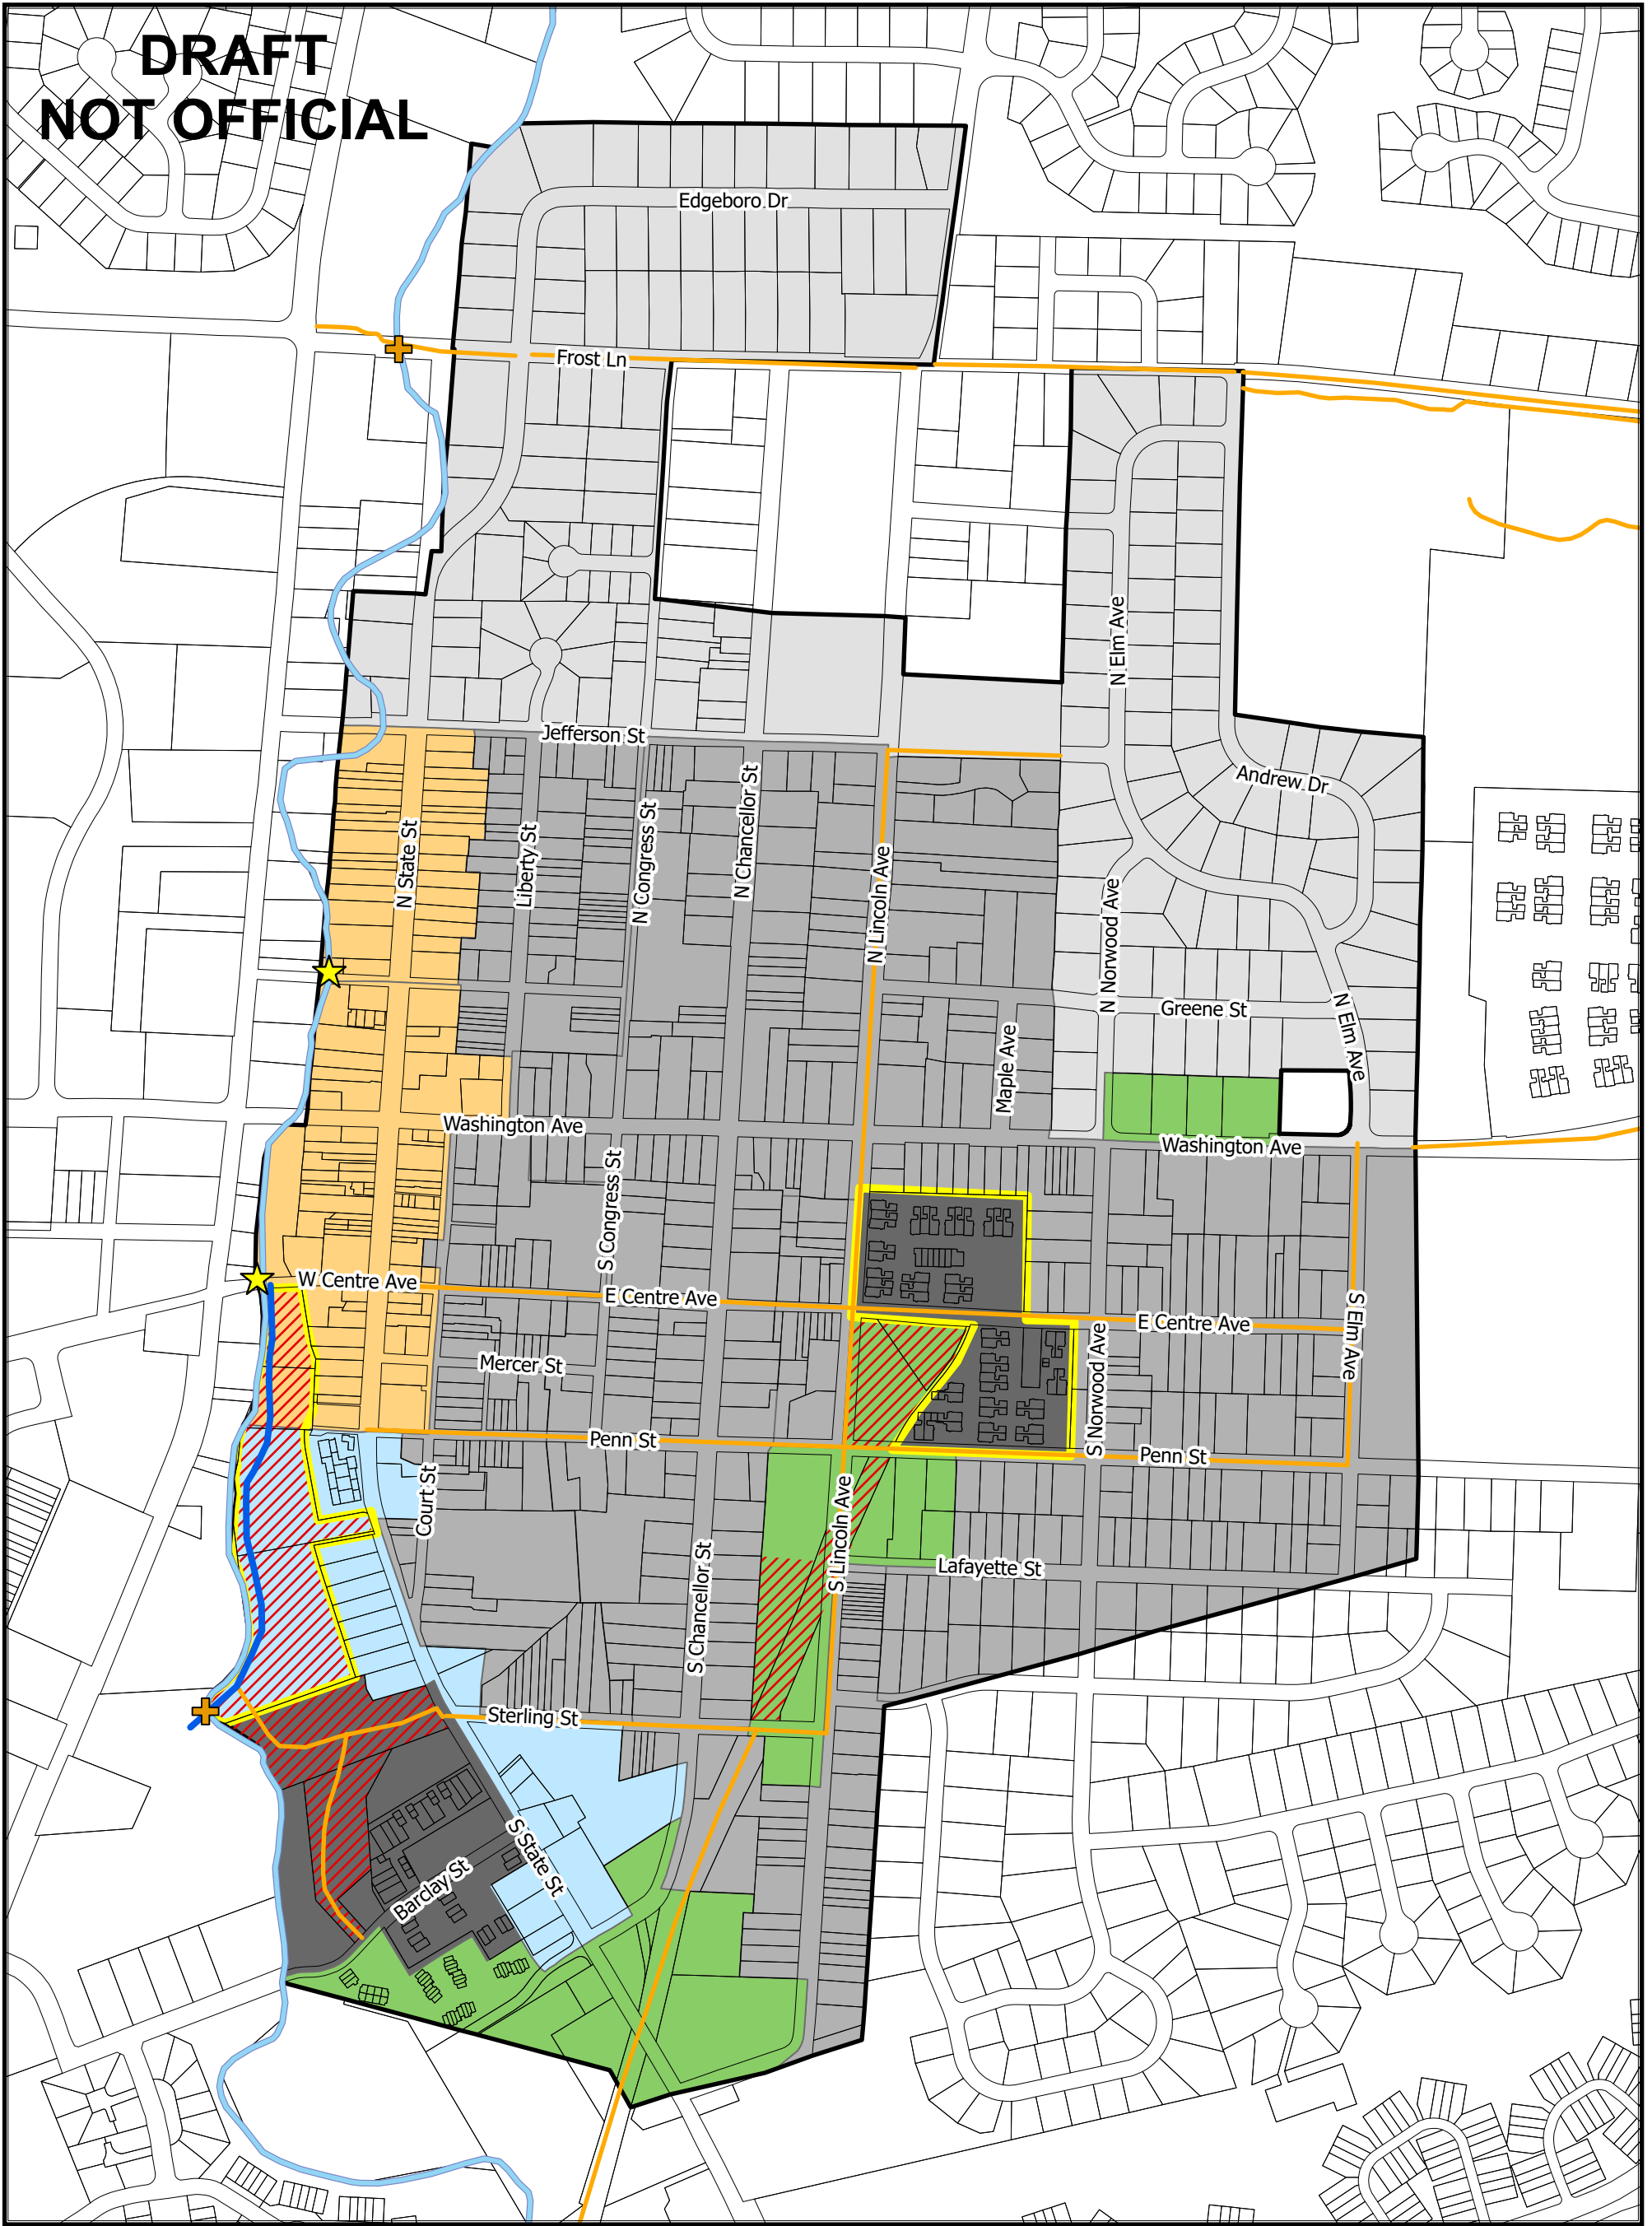 DRAFT
NOT OFFICIAL
Edgeboro Dr
Frost Ln
N Elm Ave
Jefferson St
Andrew Dr
N State St
Liberty St
N Congress St
N Chancellor St
N Lincoln Ave
N Norwood Ave
Greene St
N Elm Ave
Maple Ave
Washington Ave
Washington Ave
S Congress St
W Centre Ave
E Centre Ave
E Centre Ave
S Elm Ave
Mercer St
S Norwood Ave
Penn St
Penn St
Court St
S Lincoln Ave
Lafayette St
S Chancellor St
Sterling St
S State St
Barclay St